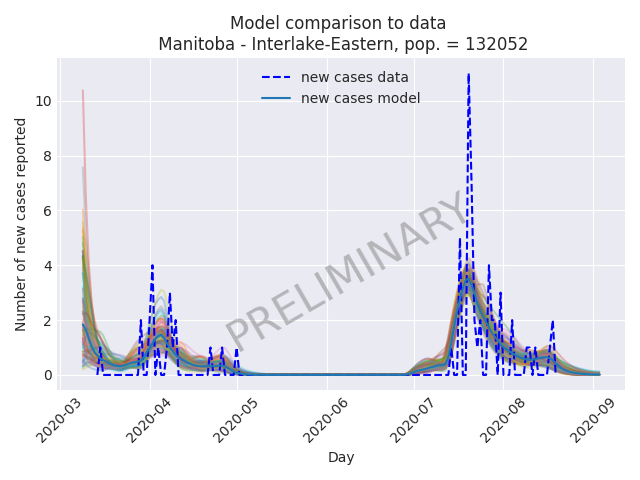 Model comparison to data
Manitoba - Interlake-Eastern, pop. = 132052
new cases data
new cases model
PRELIMINARY
Number of new cases reported
10
8
6
4
2
0
2020-03
2020-04
2020-05
2020-06
2020-07
2020-08
2020-09
Day